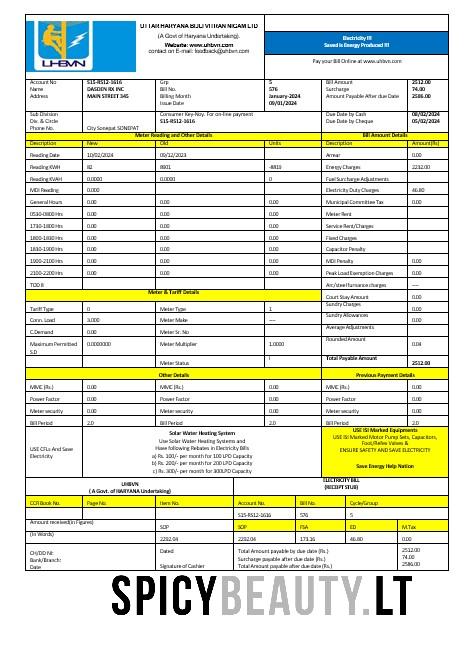 UHBVN
UTTAR HARYANA BIJLI VITRAN NIGAM LTD
(A Govt of Haryana Undertaking).
Website: www.uhbvn.com
contact on E-mail: feedback@uhbvn.com
Electricity !!!
Saved is Energy Produced !!!
Pay your Bill Online at www.uhbvn.com
Account No S15-RS12-1616 Grp 5 Bill Amount 2512.00
Name DASDEN RX INC Bill No. 576 Surcharge 74.00
Address MAIN STREET 345 Billing Month January-2024 Amount Payable After due Date 2586.00
Issue Date 09/01/2024
Sub Division Consumer Key-Noy. For on-line payment Due Date by Cash 08/02/2024
Div. & Circle S15-RS12-1616 Due Date by Cheque 05/02/2024
Phone No. City Sonepat SONEPAT
Meter Reading and Other Details Bill Amount Details
Description New Old Units Description Amount(Rs)
Reading Date 10/02/2024 09/12/2023 Arrear 0.00
Reading KWH 82 8901 -8819 Energy Charges 2232.00
Reading KVAH 0.0000 0.0000 0 Fuel Surcharge Adjustments
MDI Reading 0.000 Electricity Duty Charges 46.80
General Hours 0.00 0.00 0.00 Municipal Committee Tax 0.00
0530-0800 Hrs 0.00 0.00 0.00 Meter Rent
1730-1800 Hrs 0.00 0.00 0.00 Service Rent/Charges
1800-1830 Hrs 0.00 0.00 0.00 Fixed Charges
1830-1900 Hrs 0.00 0.00 0.00 Capacitor Penalty
1900-2100 Hrs 0.00 0.00 0.00 MDI Penalty 0.00
2100-2200 Hrs 0.00 0.00 0.00 Peak Load Exemption Charges 0.00
TOD 8 Arc/steel furnance charges ----
Meter & Tariff Details Court Stay Amount 0.00
Sundry Charges
Tariff Type 0 Meter Type 1 0.00
Sundry Allowances
Conn. Load 3.000 Meter Make ---- 0.00
Average Adjustments
C.Demand 0.00 Meter Sr. No
Rounded Amount
Maximum Permitted S.D 0.0000000 Meter Multiplier 1.0000 0.04
Meter Status Total Payable Amount
2512.00
Other Details Previous Payment Details
MMC (Rs.) 0.00 MMC (Rs.) 0.00 MMC (Rs.) 0.00
Power Factor 0.00 Power Factor 0.00 Power Factor 0.00
Meter security 0.00 Meter security 0.00 Meter security 0.00
Bill Period 2.0 Bill Period 2.0 Bill Period 2.0
USE CFLs And Save
Electricity
Solar Water Heating System
Use Solar Water Heating Systems and
Have following Rebates in Electricity Bills
a) Rs. 100/- per month for 100 LPD Capacity
b) Rs. 200/- per month for 200 LPD Capacity
c) Rs. 300/- per month for 300LPD Capacity
USE ISI Marked Equipments
USE ISI Marked Motor Pump Sets, Capacitors,
Foot/Reflex Valves &
ENSURE SAFETY AND SAVE ELECTRICITY
Save Energy Help Nation
UHBVN
( A Govt. of HARYANA Undertaking)
ELECTRICITY BILL
(RECEIPT STUB)
CCR Book No. Page No. Item No. Account No. Bill No. Cycle/Group
S15-RS12-1616 576 5
Amount received(in Figures) SOP SOP FSA ED M.Tax
(In Words) 2292.04 2292.04 173.16 46.80 0.00
CH/DD Nr: Dated Total Amount payable by due date (Rs.) 2512.00
Bank/Branch: Surcharge payable after due date (Rs.) 74.00
Date Signature of Cashier Total Amount payable after due date (Rs.) 2586.00
SPICYBEAUTY.LT